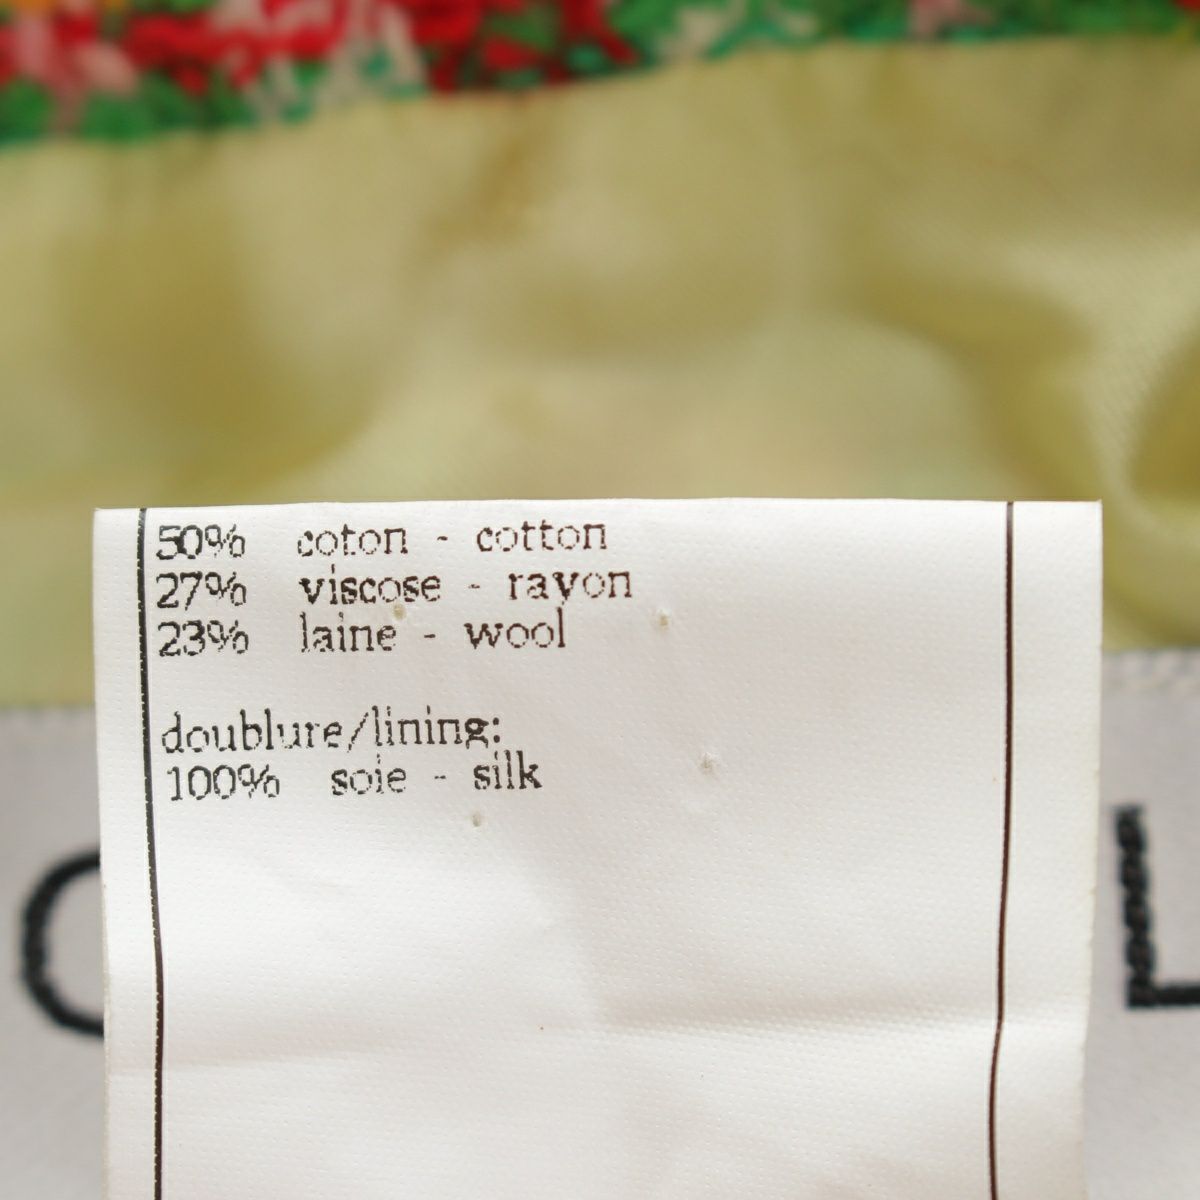 50% coton - cotton
27% viscose - rayon
23% laine - wool
doublure/lining:
100% soie - silk
L